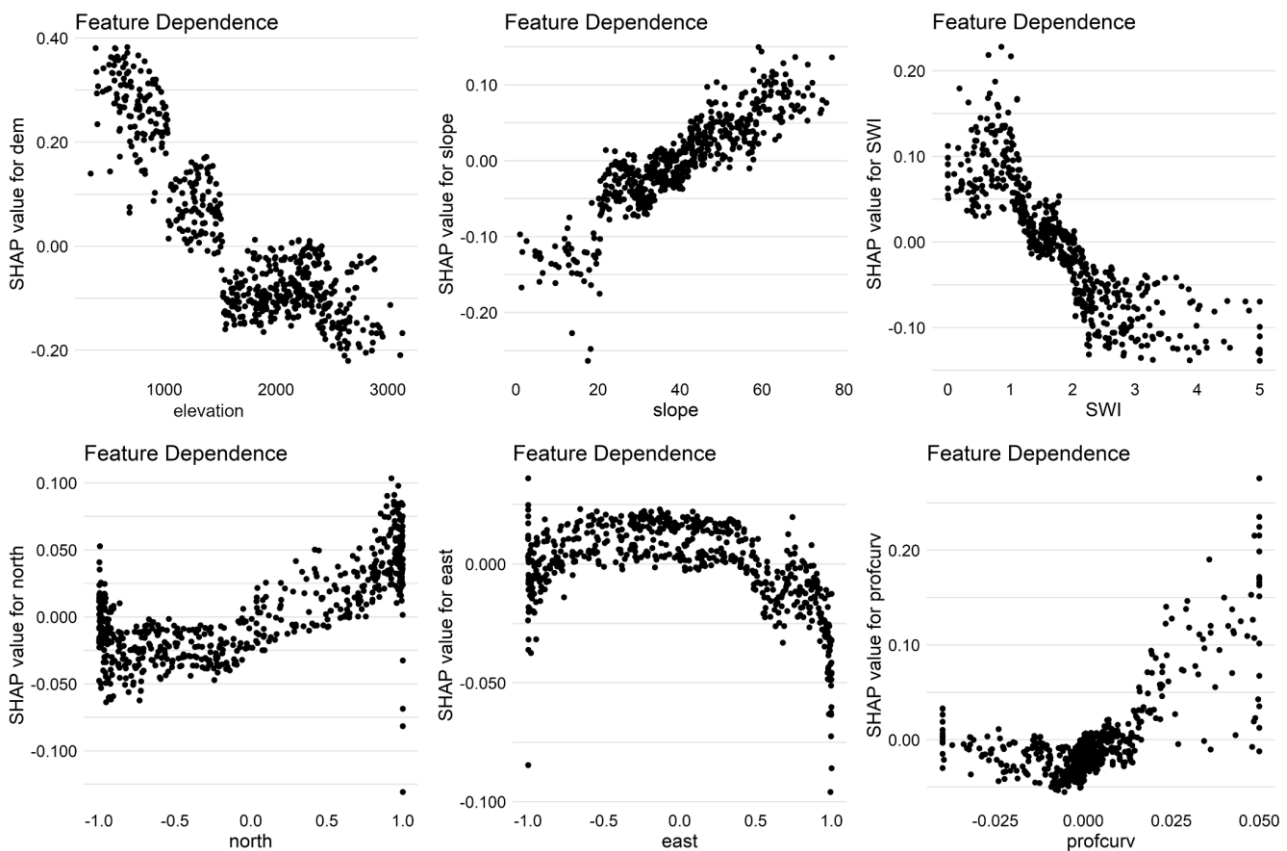 Feature Dependence
SHAP value for dem
0.40
0.20
0.00
-0.20
1000 2000 3000
elevation
Feature Dependence
SHAP value for slope
0.10
0.00
-0.10
-0.20
0 20 40 60 80
slope
Feature Dependence
SHAP value for SWI
0.20
0.10
0.00
-0.10
0 1 2 3 4 5
SWI
Feature Dependence
SHAP value for north
0.100
0.050
0.000
-0.050
-0.100
-1.0 -0.5 0.0 0.5 1.0
north
Feature Dependence
SHAP value for east
0.000
-0.050
-0.100
-1.0 -0.5 0.0 0.5 1.0
east
Feature Dependence
SHAP value for profcurv
0.20
0.10
0.00
-0.025 0.000 0.025 0.050
profcurv